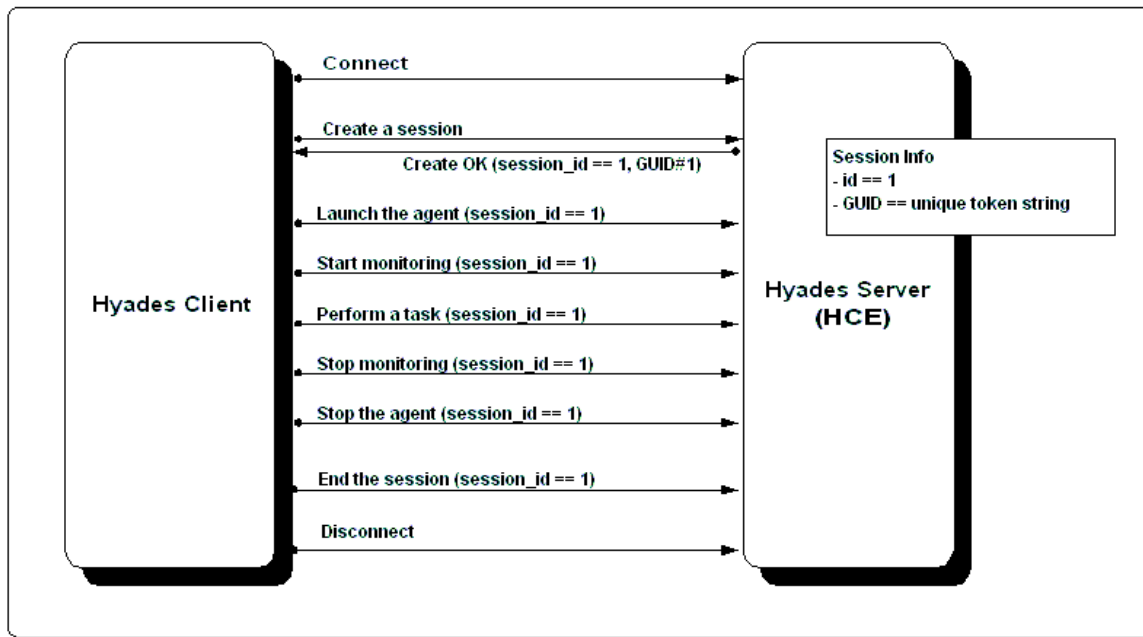 Connect
Create a session
Create OK (session_id == 1, GUID#1)
Session Info
- id == 1
- GUID == unique token string
Launch the agent (session_id == 1)
Start monitoring (session_id == 1)
Hyades Client
Hyades Server
(HCE)
Perform a task (session_id == 1)
Stop monitoring (session_id == 1)
Stop the agent (session_id == 1)
End the session (session_id == 1)
Disconnect